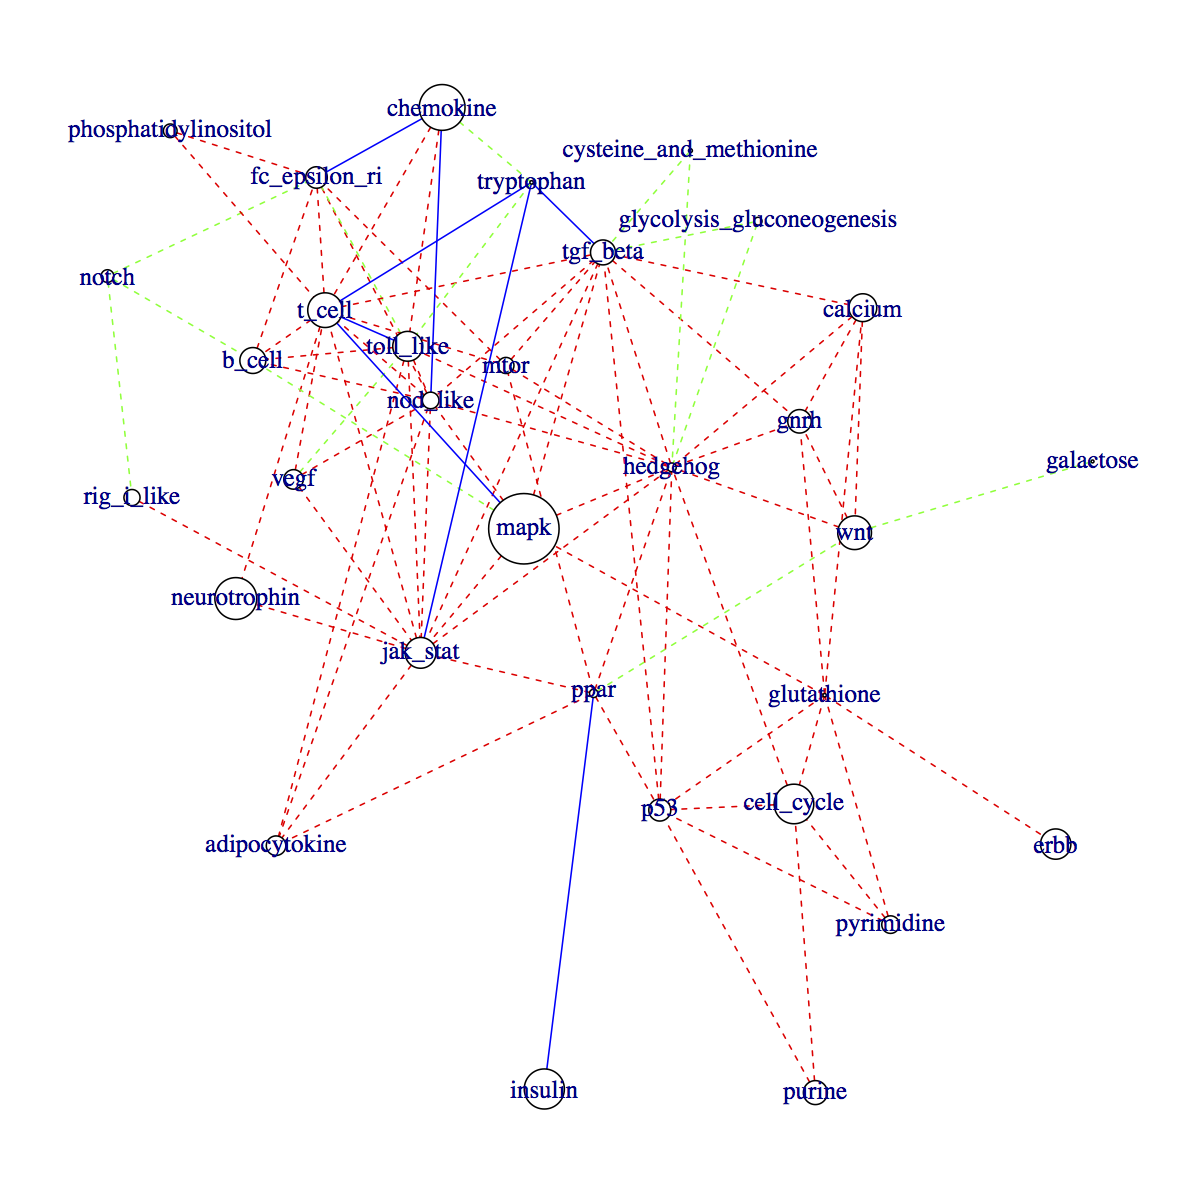 chemokine
phosphatidylinositol
cysteine_and_methionine
fc_epsilon_ri
tryptophan
glycolysis_gluconeogenesis
tgf_beta
notch
t_cell
calcium
toll_like
b_cell
mtor
nod_like
gnrh
galactose
hedgehog
vegf
rig_i_like
mapk
wnt
neurotrophin
jak_stat
ppar
glutathione
cell_cycle
p53
adipocytokine
erbb
pyrimidine
insulin
purine